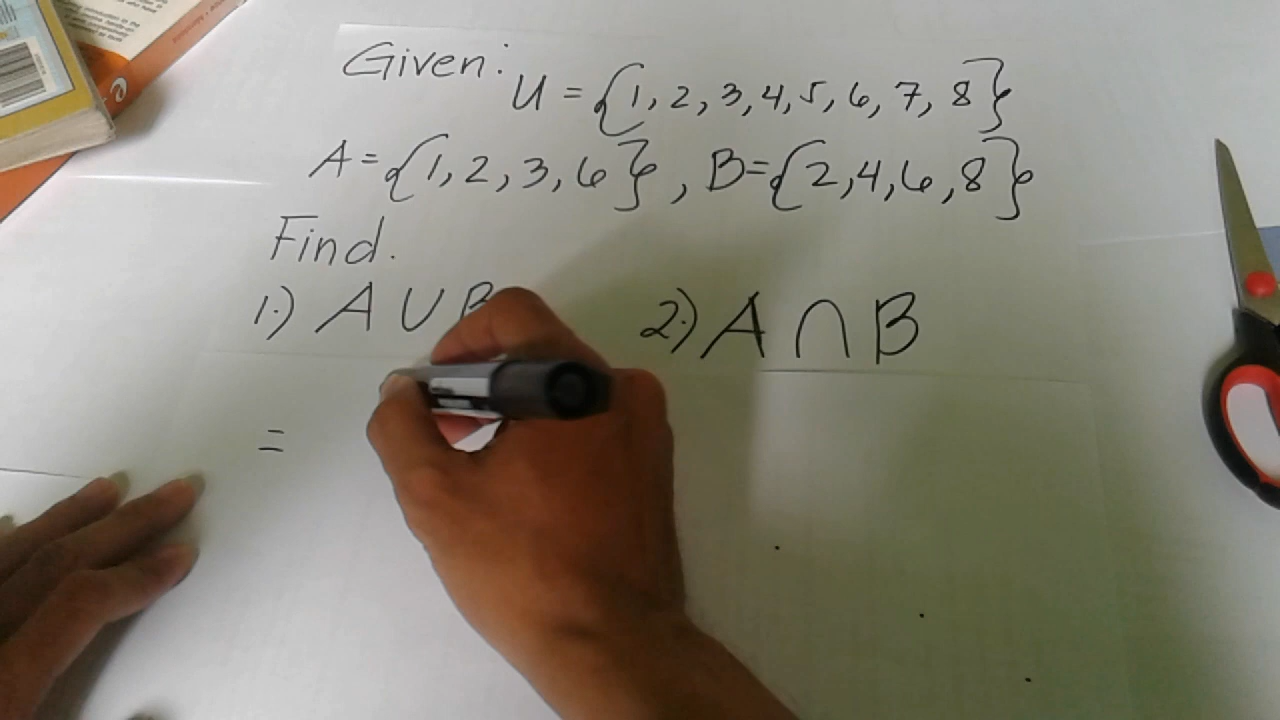 Given: U = {1, 2, 3, 4, 5, 6, 7, 8}
A = {1, 2, 3, 6}, B = {2, 4, 6, 8}
Find.
1.) A ∪ B 2.) A ∩ B
=